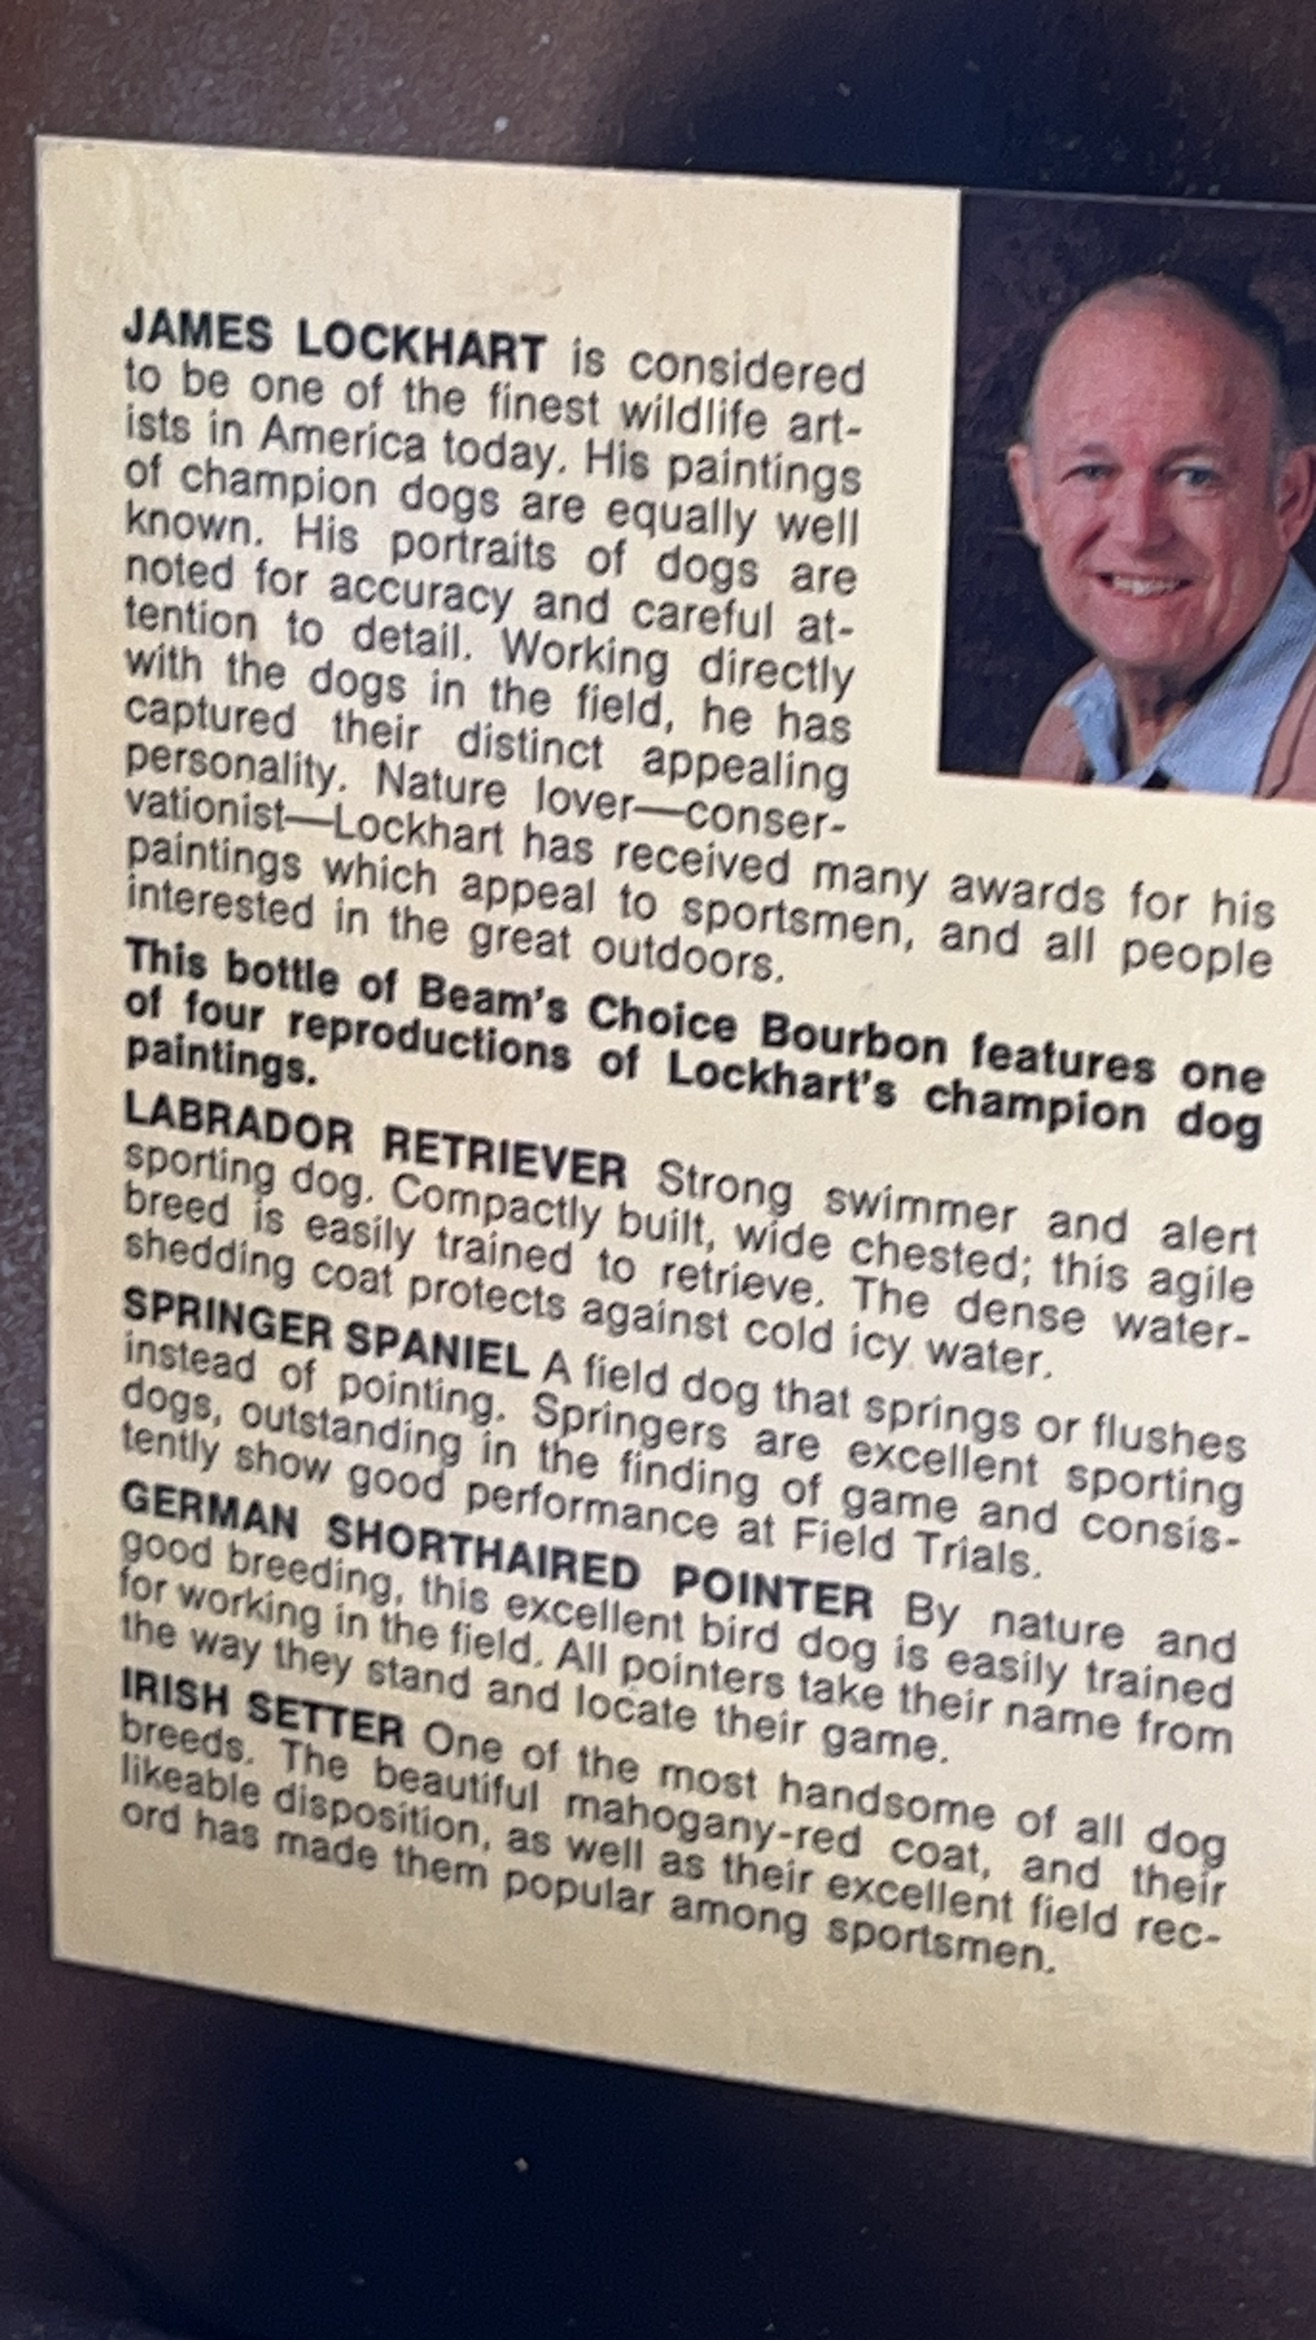 JAMES LOCKHART is considered
to be one of the finest wildlife art-
ists in America today. His paintings
of champion dogs are equally well
known. His portraits of dogs are
noted for accuracy and careful at-
tention to detail. Working directly
with the dogs in the field, he has
captured their distinct appealing
personality. Nature lover—conser-
vationist—Lockhart has received many awards for his
paintings which appeal to sportsmen, and all people
interested in the great outdoors.
This bottle of Beam's Choice Bourbon features one
of four reproductions of Lockhart's champion dog
paintings.
LABRADOR RETRIEVER Strong swimmer and alert
sporting dog. Compactly built, wide chested; this agile
breed is easily trained to retrieve. The dense water-
shedding coat protects against cold icy water.
SPRINGER SPANIEL A field dog that springs or flushes
instead of pointing. Springers are excellent sporting
dogs, outstanding in the finding of game and consis-
tently show good performance at Field Trials.
GERMAN SHORTHAIRED POINTER By nature and
good breeding, this excellent bird dog is easily trained
for working in the field. All pointers take their name from
the way they stand and locate their game.
IRISH SETTER One of the most handsome of all dog
breeds. The beautiful mahogany-red coat, and their
likeable disposition, as well as their excellent field rec-
ord has made them popular among sportsmen.